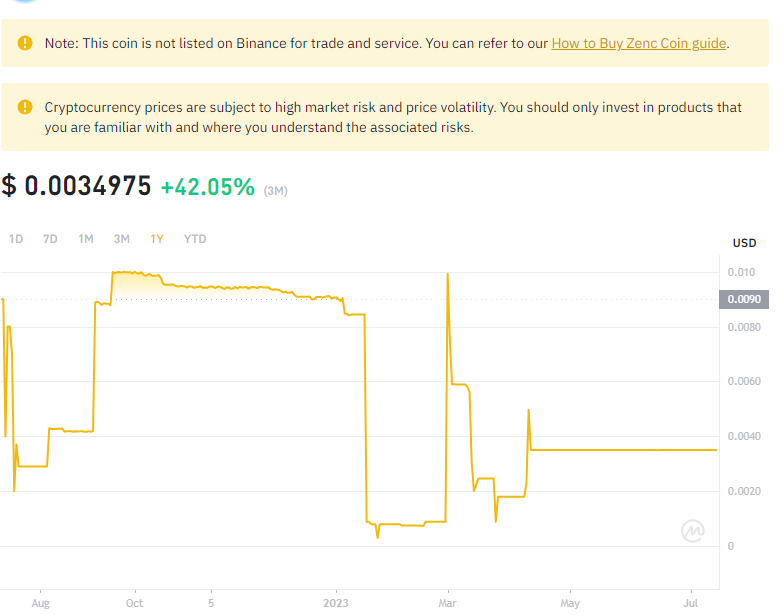 Note: This coin is not listed on Binance for trade and service. You can refer to our How to Buy Zenc Coin guide.
Cryptocurrency prices are subject to high market risk and price volatility. You should only invest in products that
you are familiar with and where you understand the associated risks.
$ 0.0034975 +42.05% (3M)
1D 7D 1M 3M 1Y YTD
USD
0.010
0.0090
0.0080
0.0060
0.0040
0.0020
0
Aug Oct 5 2023 Mar May Jul